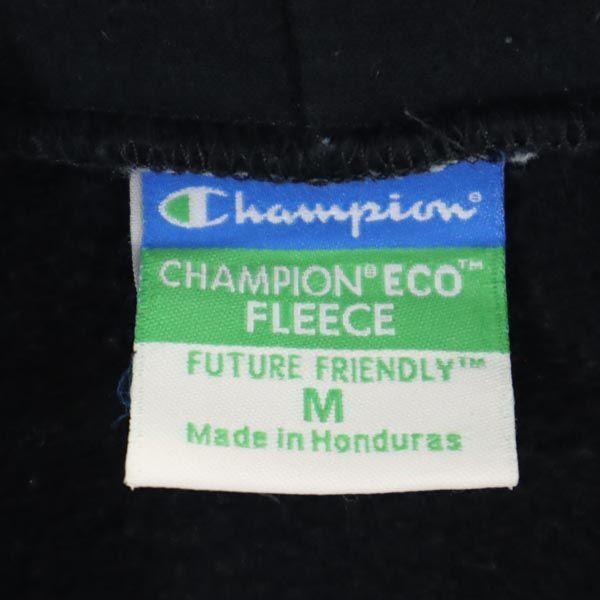 Champion®
CHAMPION® ECO™
FLEECE
FUTURE FRIENDLY™
M
Made in Honduras